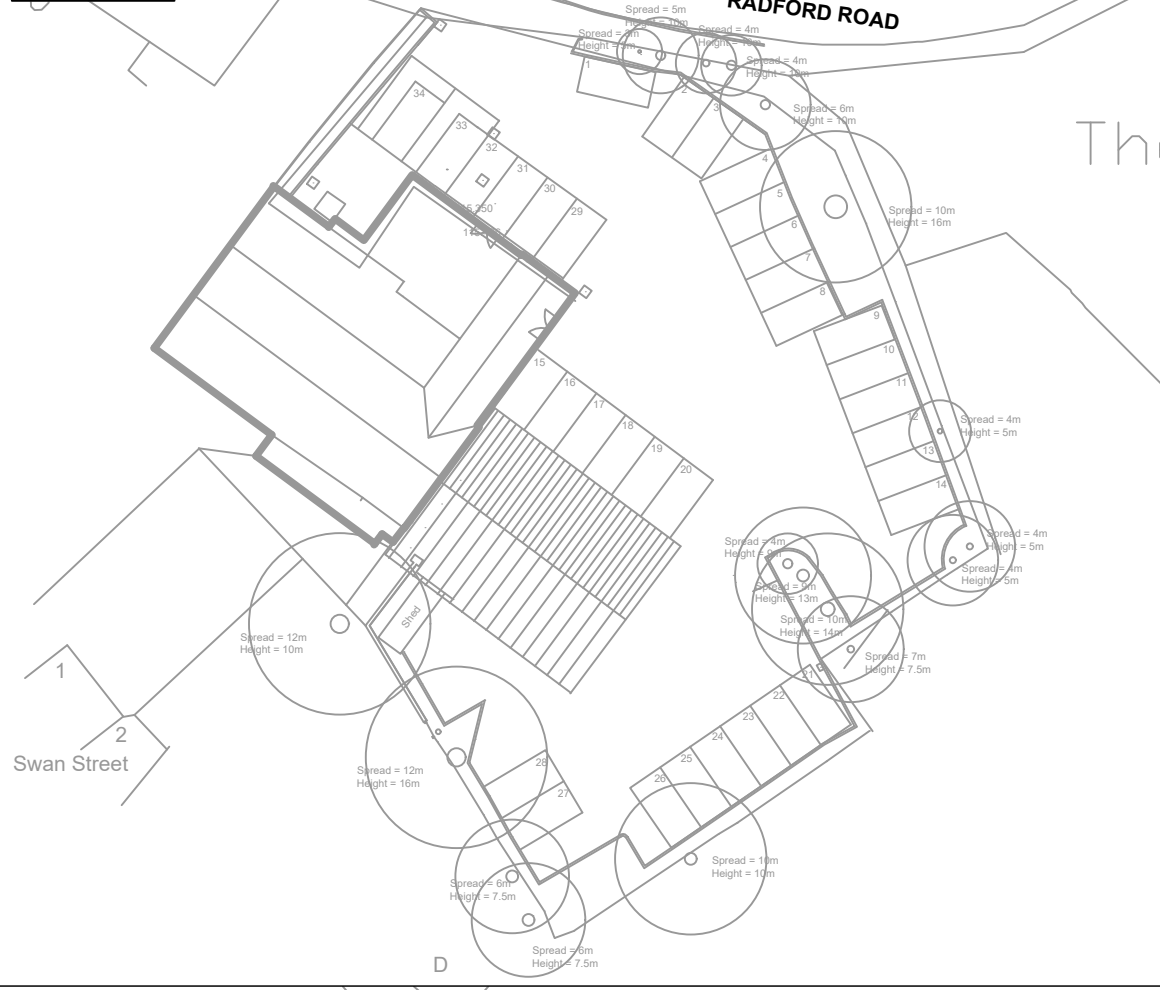 RADFORD ROAD
Spread = 5m
Height = 10m
Spread = 4m
Spread = 4m
Spread = 6m
Height = 10m
Spread = 10m
Height = 16m
1
2
3
4
5
6
7
8
9
10
11
12
13
14
34
33
32
31
30
29
15
16
17
18
19
20
Spread = 4m
Height = 5m
Spread = 4m
Height = 5m
Spread = 4m
Height = 5m
Spread = 4m
Spread = 9m
Height = 13m
Spread = 10m
Height = 14m
Spread = 7m
Height = 7.5m
Shed
Spread = 12m
Height = 10m
1
2
Swan Street
21
22
23
24
25
26
Spread = 12m
Height = 16m
28
27
Spread = 10m
Height = 10m
Spread = 6m
Height = 7.5m
Spread = 6m
Height = 7.5m
D